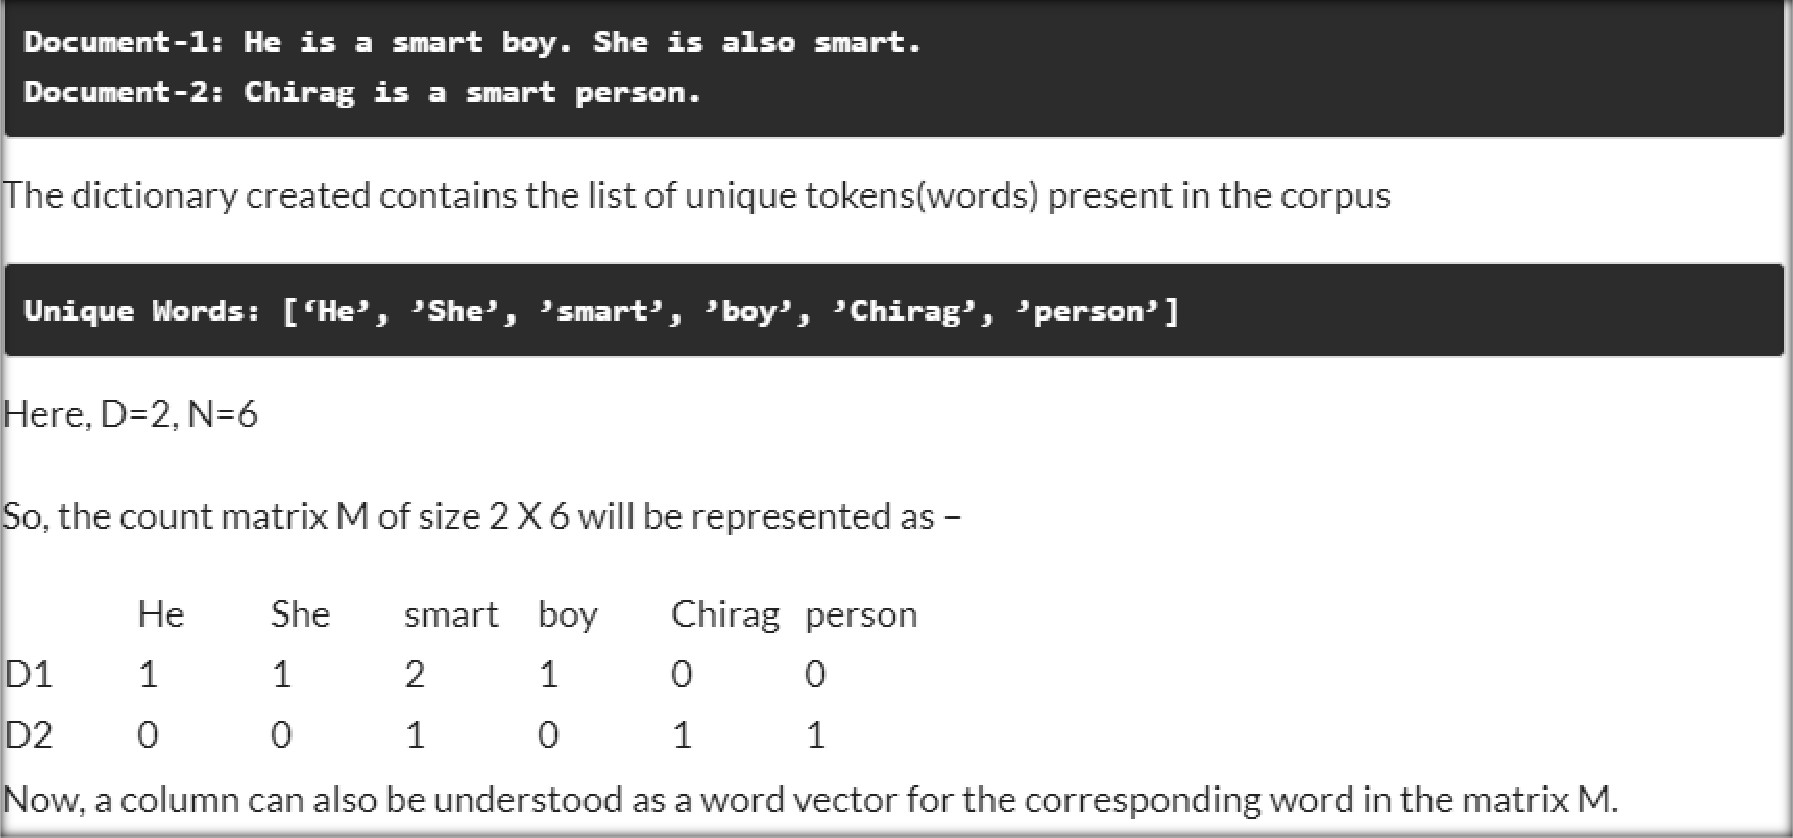 Document-1: He is a smart boy. She is also smart.
Document-2: Chirag is a smart person.
The dictionary created contains the list of unique tokens(words) present in the corpus
Unique Words: [‘He’, ’She’, ’smart’, ’boy’, ’Chirag’, ’person’]
Here, D=2, N=6
So, the count matrix M of size 2 X 6 will be represented as –
He She smart boy Chirag person
D1 1 1 2 1 0 0
D2 0 0 1 0 1 1
Now, a column can also be understood as a word vector for the corresponding word in the matrix M.